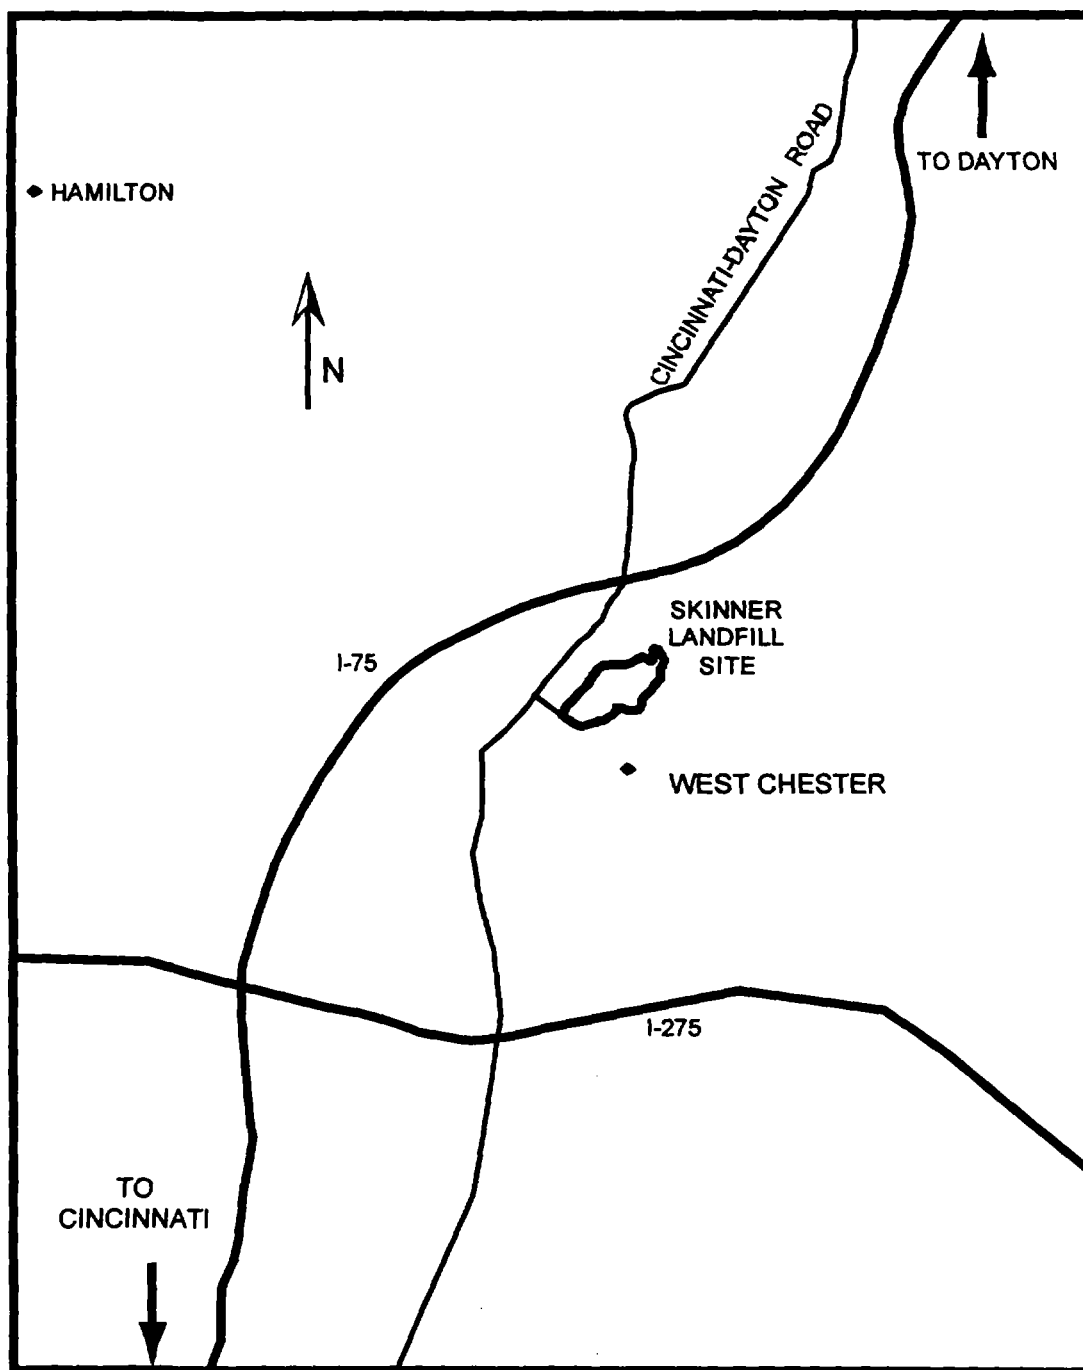 CINCINNATI-DAYTON ROAD
TO DAYTON
HAMILTON
N
SKINNER
LANDFILL
SITE
I-75
WEST CHESTER
I-275
TO
CINCINNATI